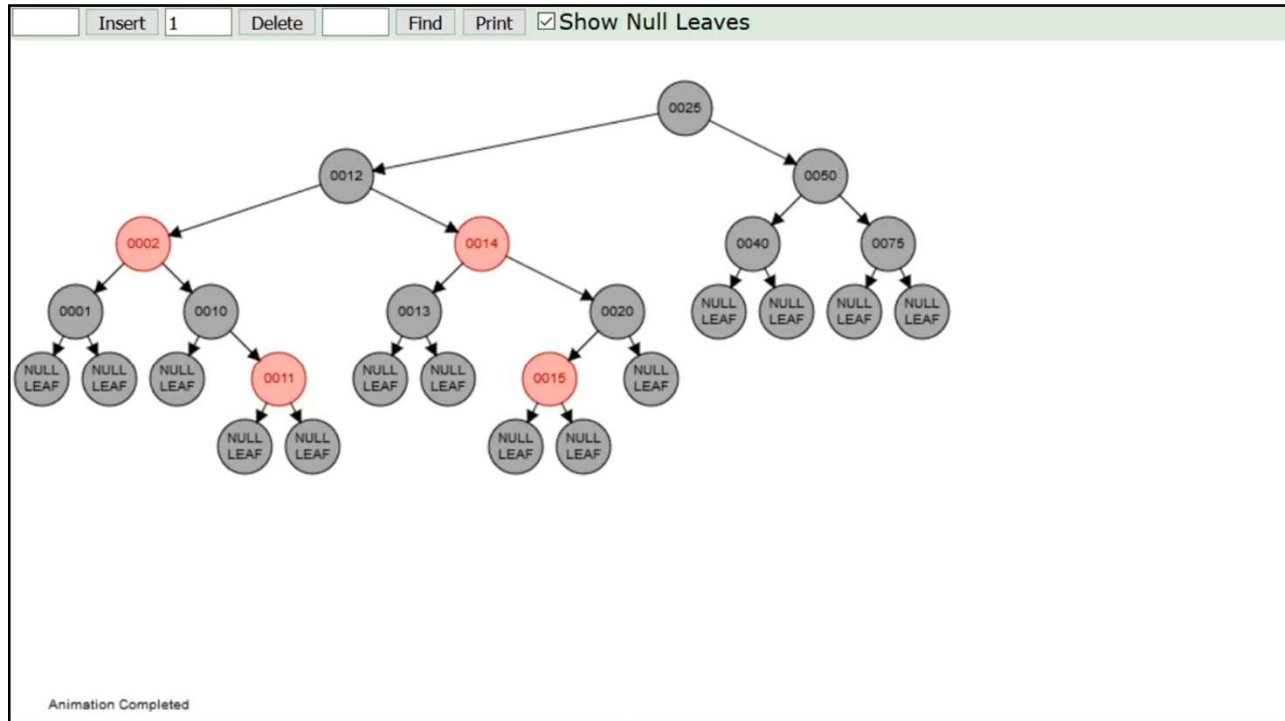 Insert 1 Delete Find Print Show Null Leaves
0025
0012 0050
0002 0014 0040 0075
0001 0010 0013 0020 NULL LEAF NULL LEAF NULL LEAF NULL LEAF
NULL LEAF NULL LEAF NULL LEAF 0011 NULL LEAF NULL LEAF 0015 NULL LEAF
NULL LEAF NULL LEAF NULL LEAF NULL LEAF
Animation Completed